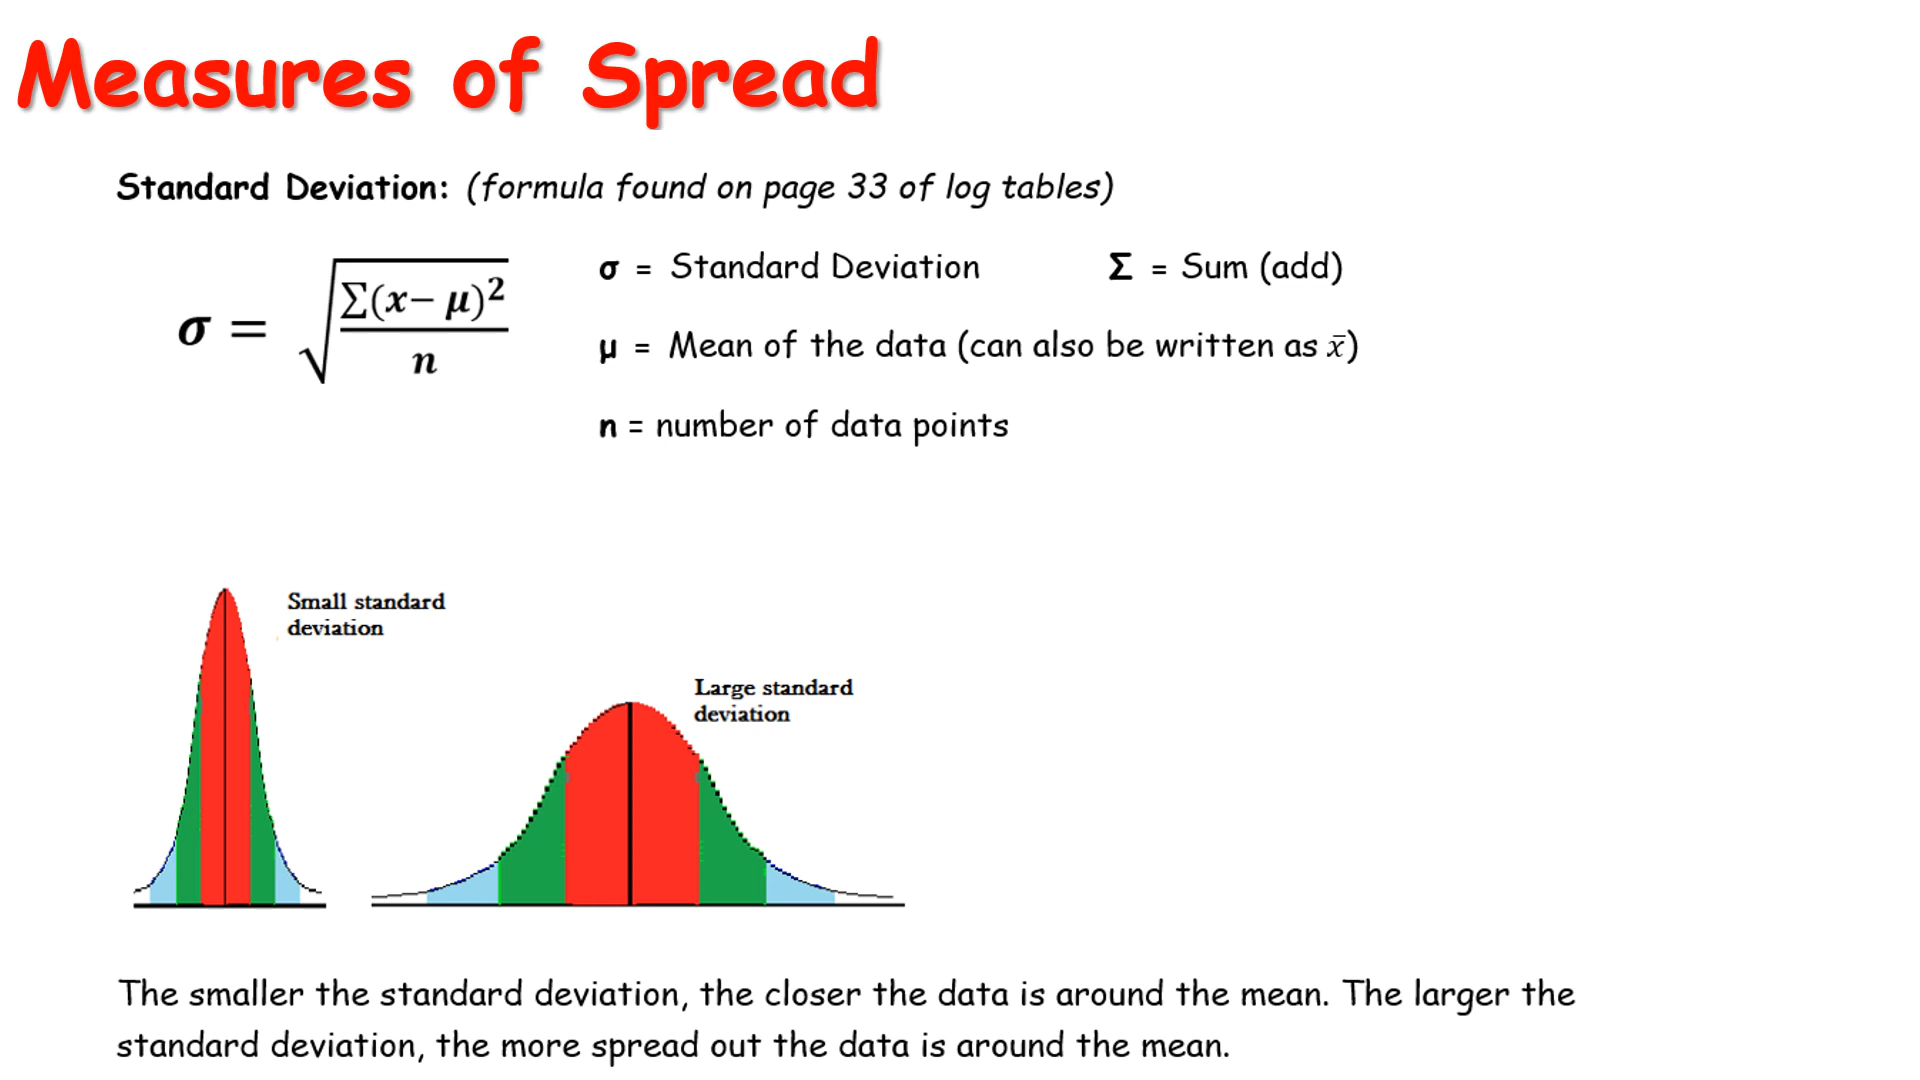 Measures of Spread
Standard Deviation: (formula found on page 33 of log tables)
σ = √(∑(x− μ)² / n)
σ = Standard Deviation Σ = Sum (add)
μ = Mean of the data (can also be written as x̄)
n = number of data points
Small standard
deviation
Large standard
deviation
The smaller the standard deviation, the closer the data is around the mean. The larger the
standard deviation, the more spread out the data is around the mean.